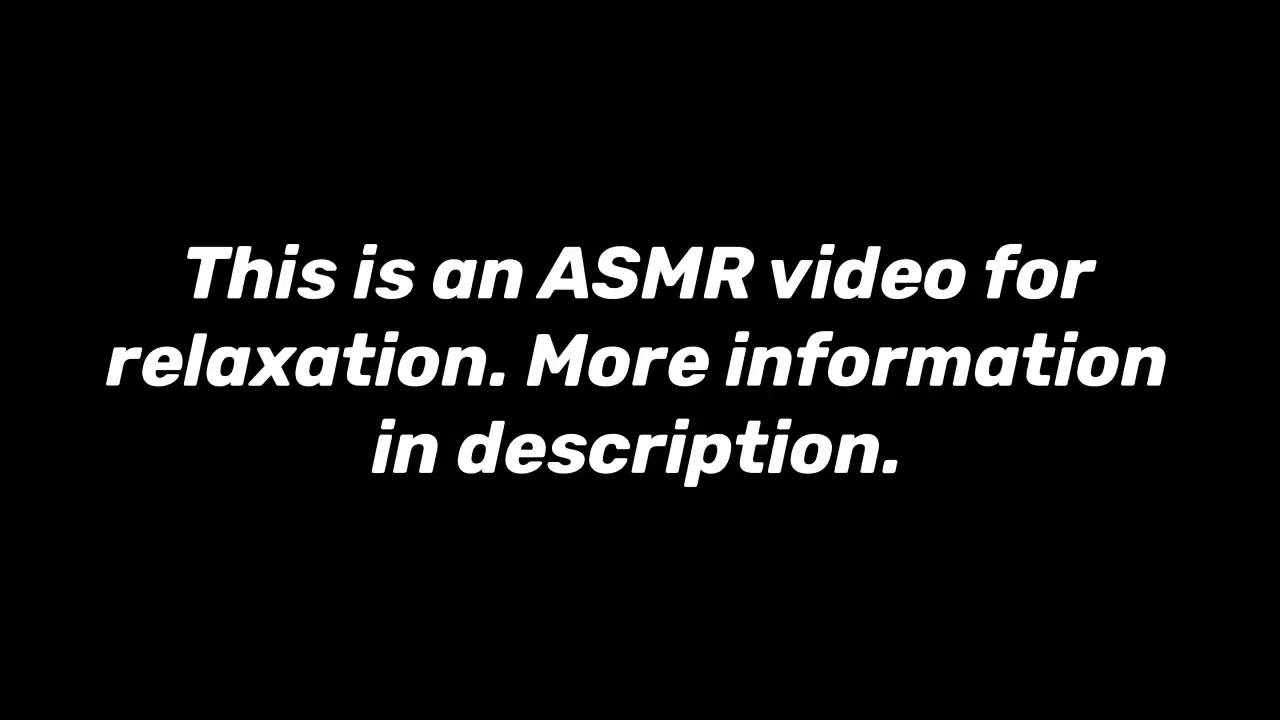 This is an ASMR video for
relaxation. More information
in description.